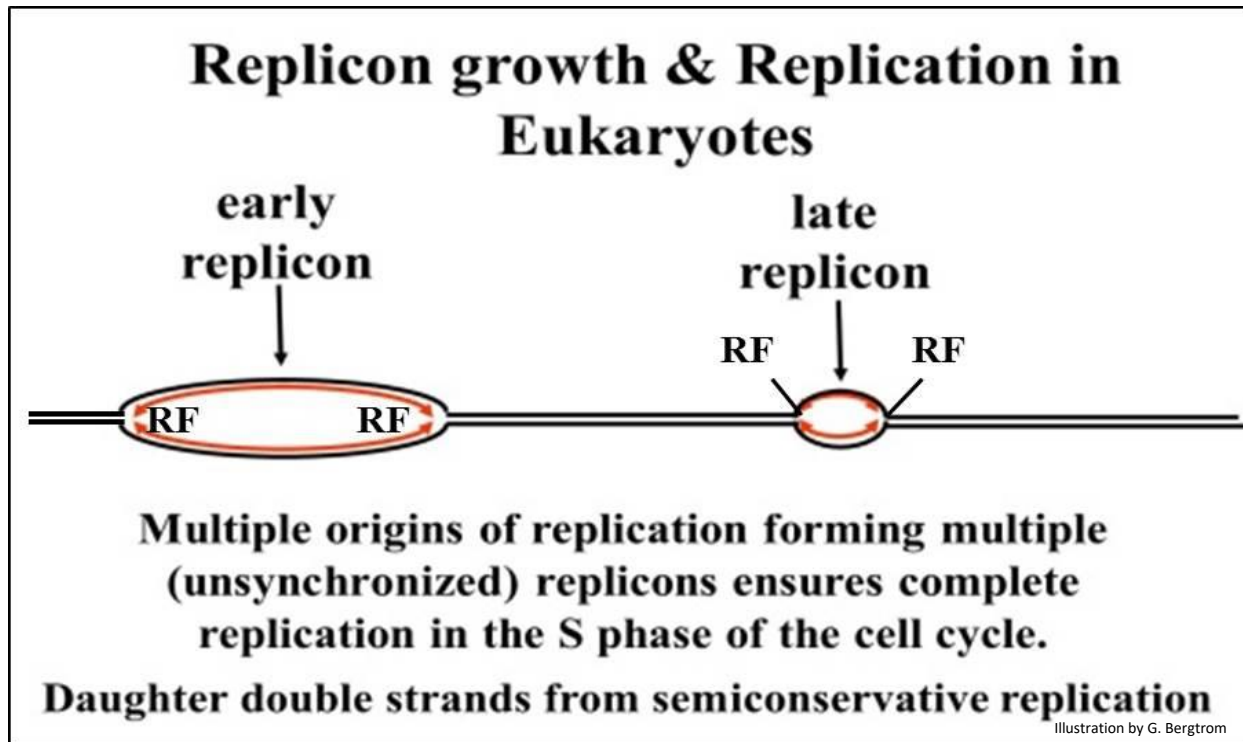 Replicon growth & Replication in
Eukaryotes
early
replicon
late
replicon
RF
RF
RF
RF
Multiple origins of replication forming multiple
(unsynchronized) replicons ensures complete
replication in the S phase of the cell cycle.
Daughter double strands from semiconservative replication
Illustration by G. Bergtrom